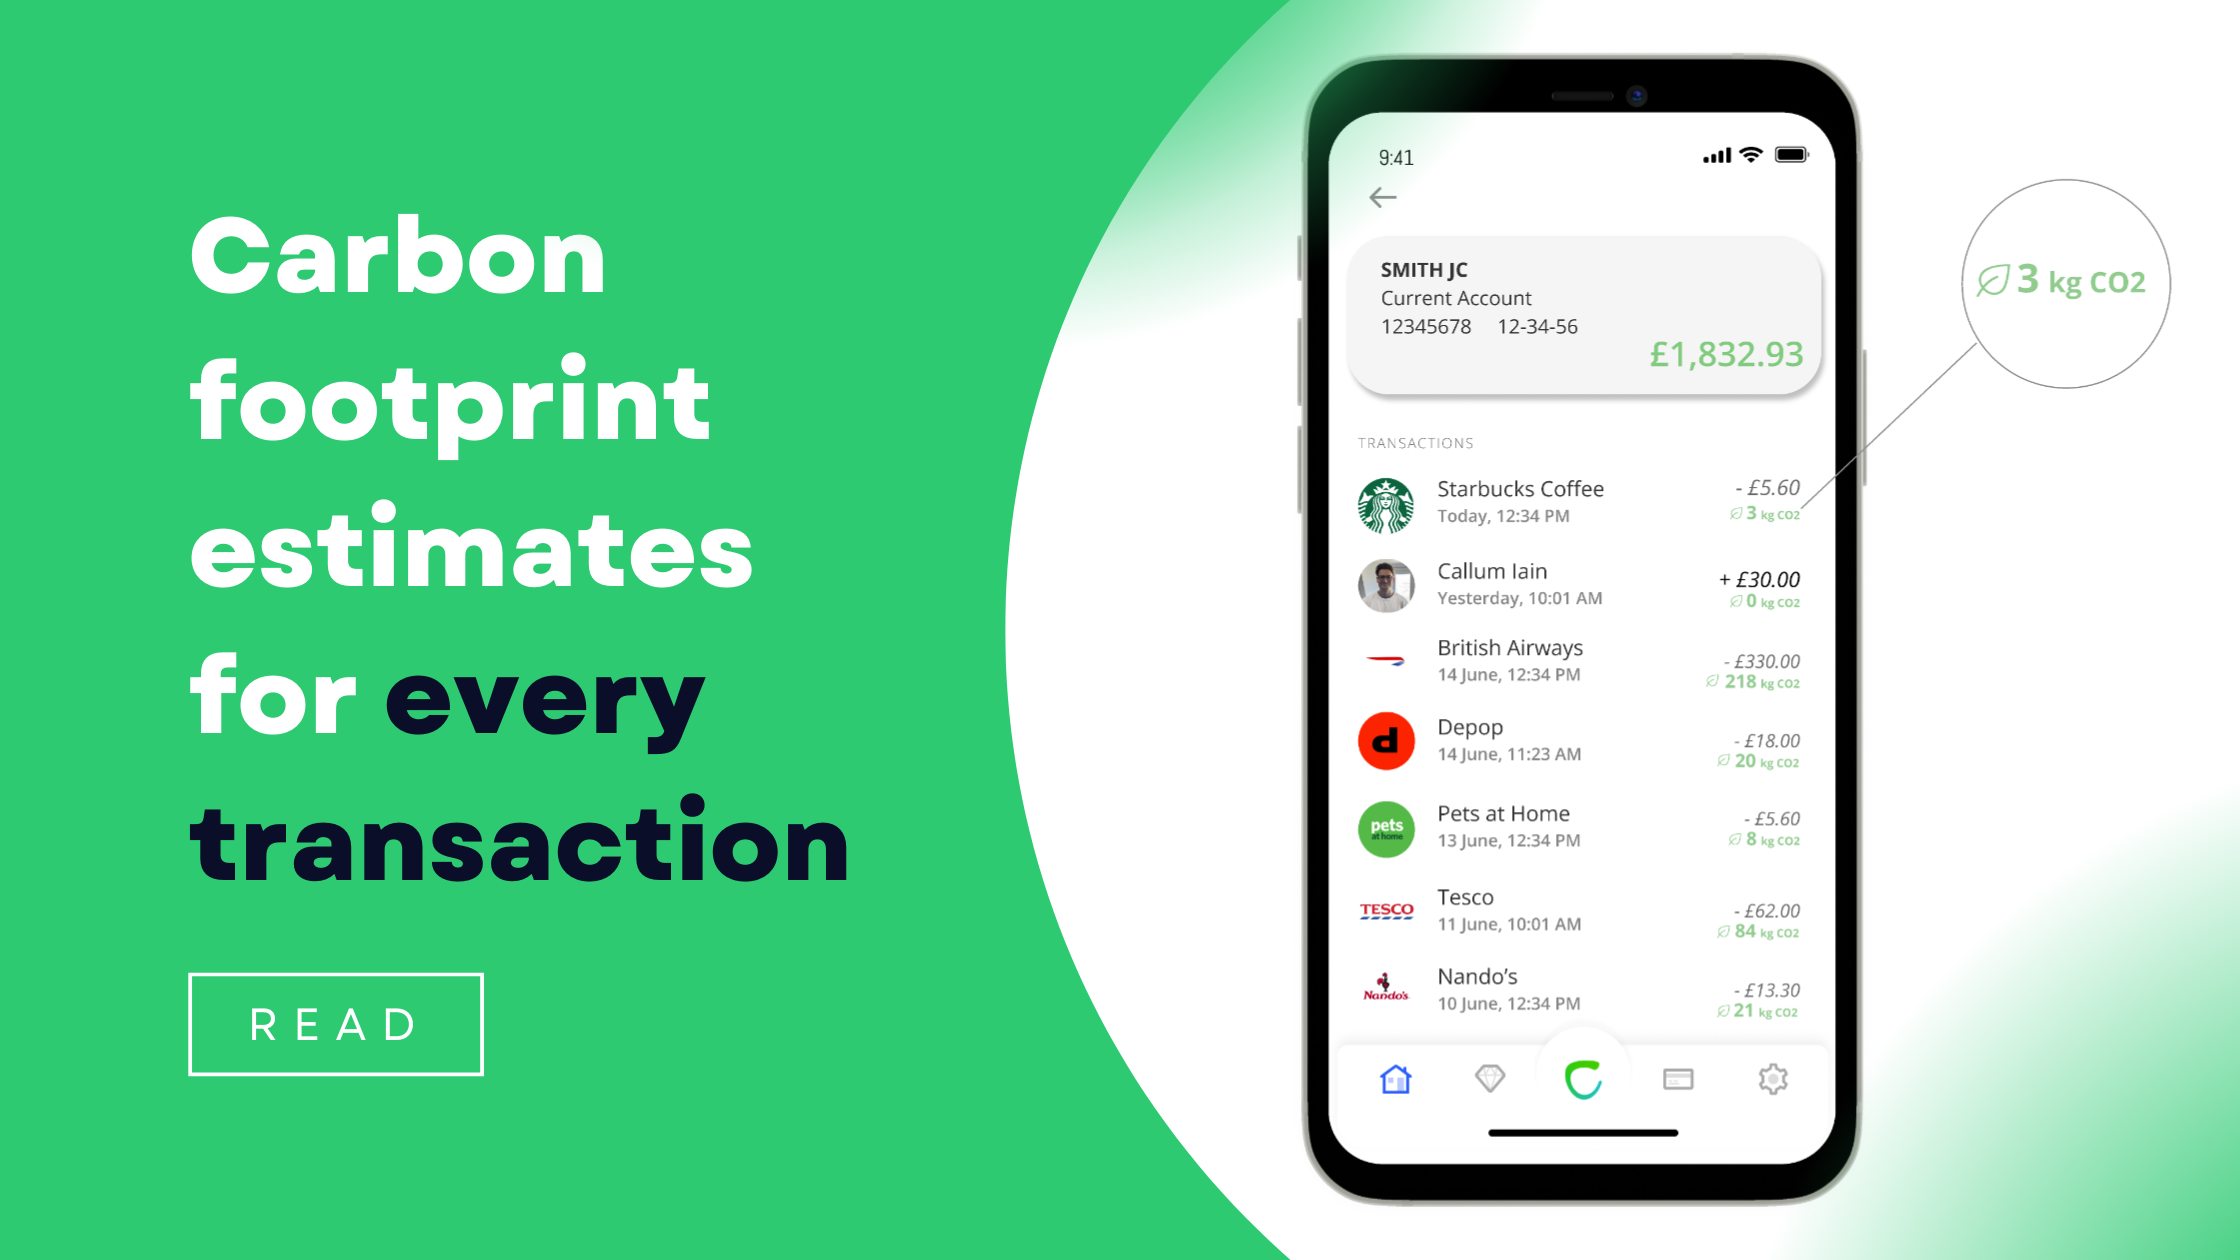 Carbon
footprint
estimates
for every
transaction
READ
9:41
SMITH JC
Current Account
12345678 12-34-56
£1,832.93
TRANSACTIONS
Starbucks Coffee - £5.60
Today, 12:34 PM 3 kg CO2
Callum Iain + £30.00
Yesterday, 10:01 AM 0 kg CO2
British Airways - £330.00
14 June, 12:34 PM 218 kg CO2
d
Depop - £18.00
14 June, 11:23 AM 20 kg CO2
pets
at home
Pets at Home - £5.60
13 June, 12:34 PM 8 kg CO2
TESCO
Tesco - £62.00
11 June, 10:01 AM 84 kg CO2
Nando's
Nando’s - £13.30
10 June, 12:34 PM 21 kg CO2
3 kg CO2